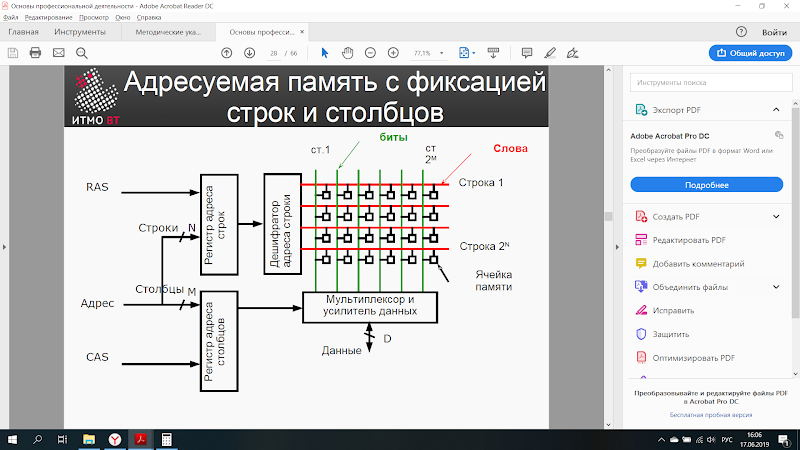 Основы профессиональной деятельности - Adobe Acrobat Reader DC
Файл Редактирование Просмотр Окно Справка
Главная Инструменты Методические ука... Основы професси... × Войти
28 / 66 77,1% Общий доступ
ИТМО ВТ
Адресуемая память с фиксацией
строк и столбцов
биты
ст.1
ст
2ᴹ
Слова
RAS
Строка 1
Строки N
Регистр адреса
строк
Дешифратор
адреса строки
Строка 2ᴺ
Ячейка
памяти
Столбцы M
Адрес
Мультиплексор и
усилитель данных
Регистр адреса
столбцов
D
Данные
CAS
Инструменты поиска
Экспорт PDF
Adobe Acrobat Pro DC
Преобразуйте файлы PDF в формат Word или
Excel через Интернет
Подробнее
Создать PDF
Редактировать PDF
Добавить комментарий
Объединить файлы
Исправить
Защитить
Оптимизировать PDF
Преобразовывайте и редактируйте файлы PDF
в Acrobat Pro DC
Бесплатная пробная версия
РУС
16:06
17.06.2019